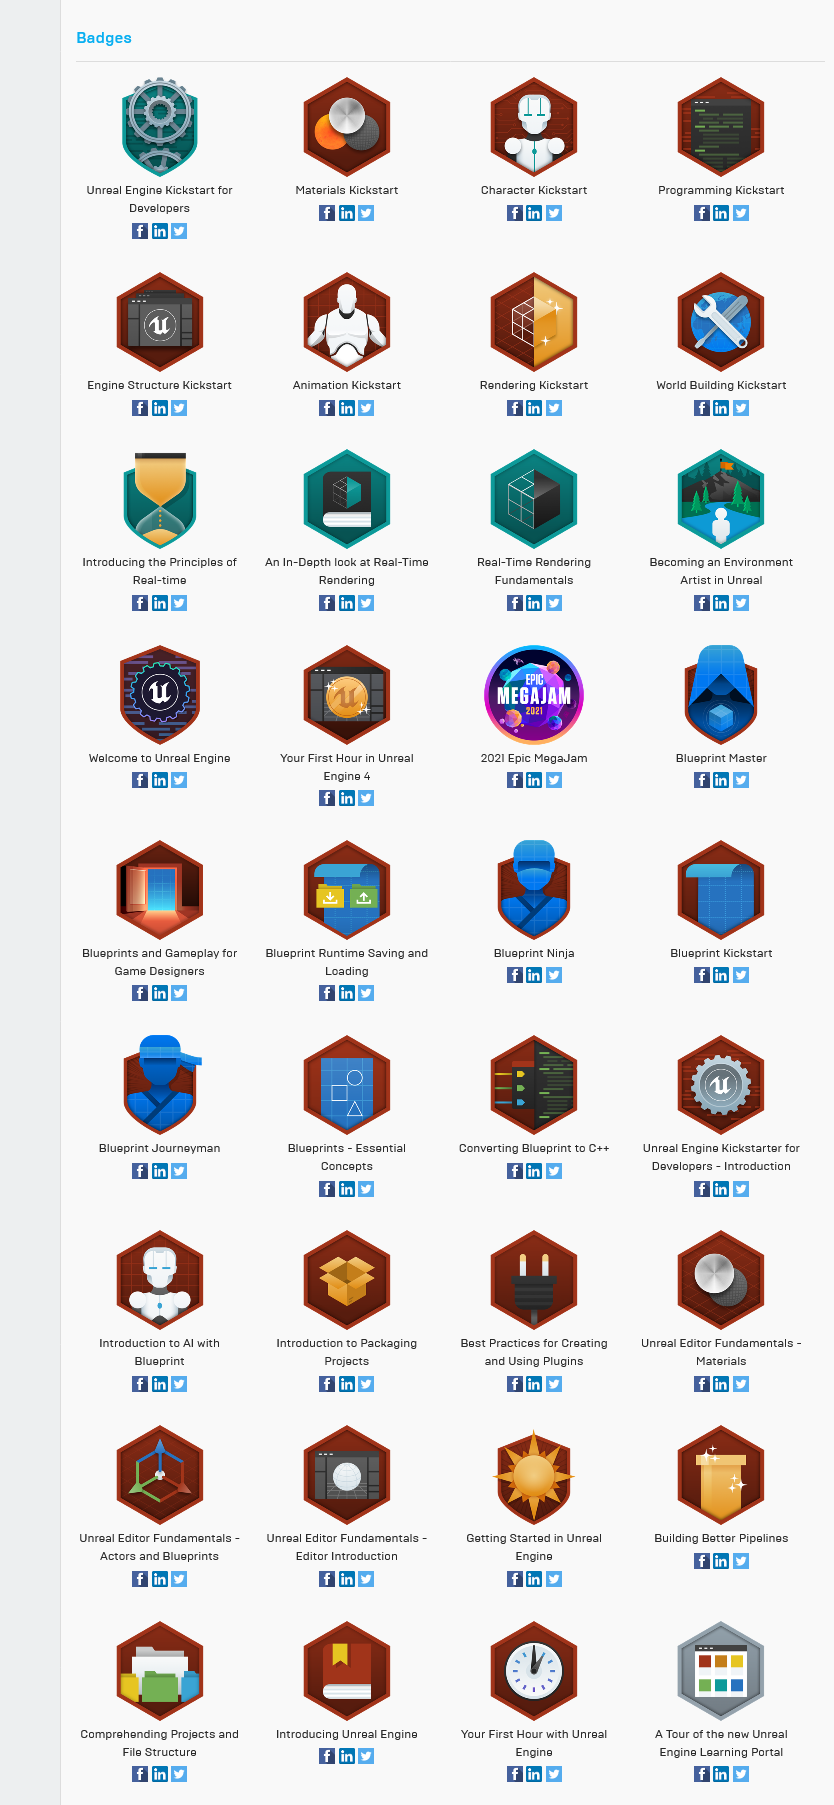 Badges
Unreal Engine Kickstart for
Developers
Materials Kickstart
Character Kickstart
Programming Kickstart
Engine Structure Kickstart
Animation Kickstart
Rendering Kickstart
World Building Kickstart
Introducing the Principles of
Real-time
An In-Depth look at Real-Time
Rendering
Real-Time Rendering
Fundamentals
Becoming an Environment
Artist in Unreal
EPIC
MEGAJAM
2021
Welcome to Unreal Engine
Your First Hour in Unreal
Engine 4
2021 Epic MegaJam
Blueprint Master
Blueprints and Gameplay for
Game Designers
Blueprint Runtime Saving and
Loading
Blueprint Ninja
Blueprint Kickstart
Blueprint Journeyman
Blueprints - Essential
Concepts
Converting Blueprint to C++
Unreal Engine Kickstarter for
Developers - Introduction
Introduction to AI with
Blueprint
Introduction to Packaging
Projects
Best Practices for Creating
and Using Plugins
Unreal Editor Fundamentals -
Materials
Unreal Editor Fundamentals -
Actors and Blueprints
Unreal Editor Fundamentals -
Editor Introduction
Getting Started in Unreal
Engine
Building Better Pipelines
Comprehending Projects and
File Structure
Introducing Unreal Engine
Your First Hour with Unreal
Engine
A Tour of the new Unreal
Engine Learning Portal